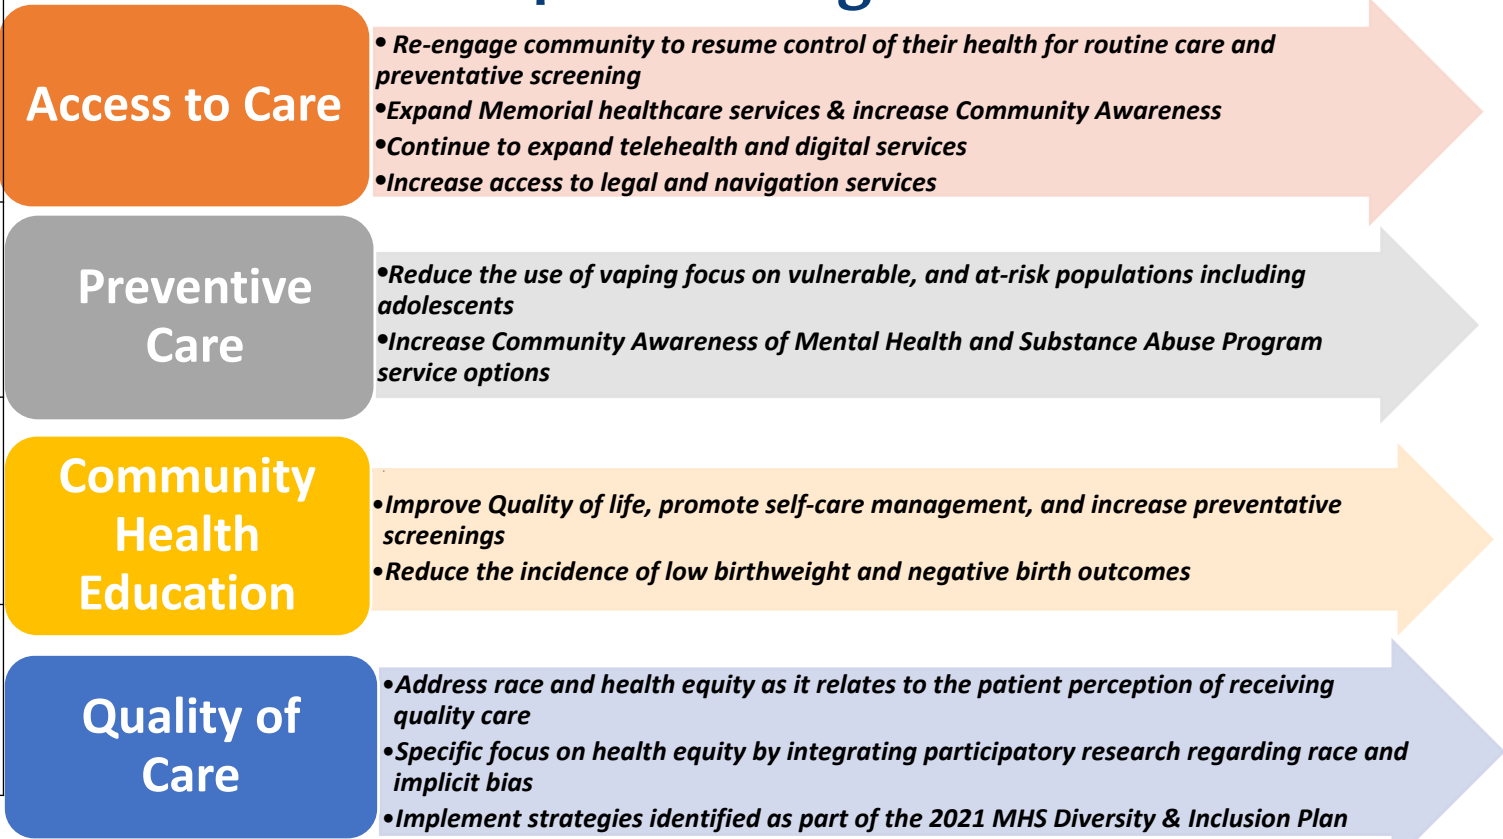 Access to Care
• Re-engage community to resume control of their health for routine care and
preventative screening
•Expand Memorial healthcare services & increase Community Awareness
•Continue to expand telehealth and digital services
•Increase access to legal and navigation services
Preventive
Care
•Reduce the use of vaping focus on vulnerable, and at-risk populations including
adolescents
•Increase Community Awareness of Mental Health and Substance Abuse Program
service options
Community
Health
Education
•Improve Quality of life, promote self-care management, and increase preventative
screenings
•Reduce the incidence of low birthweight and negative birth outcomes
Quality of
Care
•Address race and health equity as it relates to the patient perception of receiving
quality care
•Specific focus on health equity by integrating participatory research regarding race and
implicit bias
•Implement strategies identified as part of the 2021 MHS Diversity & Inclusion Plan